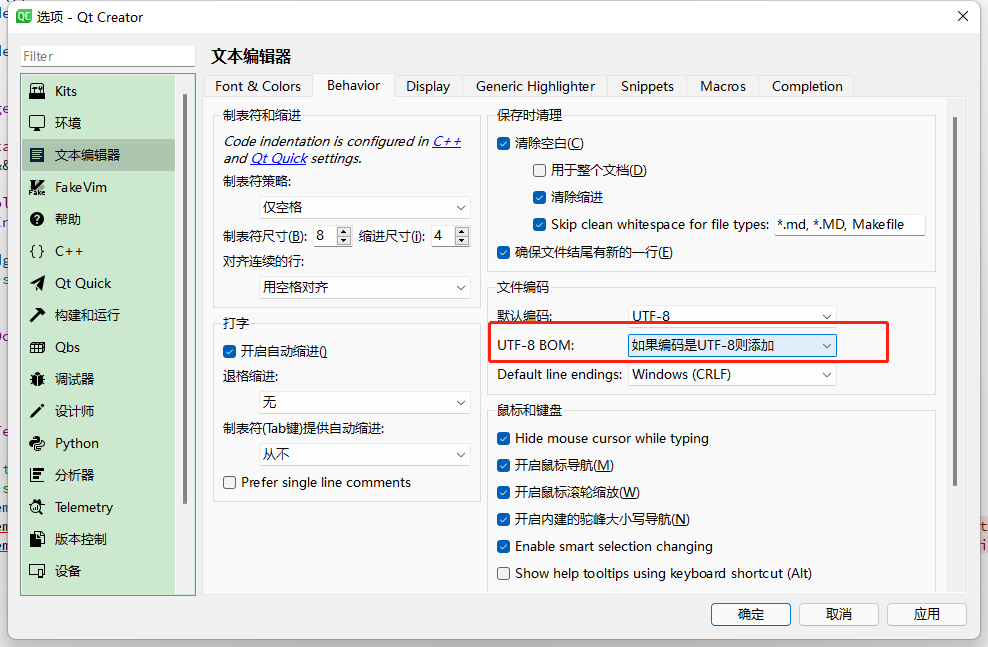 选项 - Qt Creator
Filter
Kits
环境
文本编辑器
FakeVim
帮助
C++
Qt Quick
构建和运行
Qbs
调试器
设计师
Python
分析器
Telemetry
版本控制
设备
文本编辑器
Font & Colors
Behavior
Display
Generic Highlighter
Snippets
Macros
Completion
制表符和缩进
Code indentation is configured in C++
and Qt Quick settings.
制表符策略:
仅空格
制表符尺寸(B): 8 缩进尺寸(i): 4
对齐连续的行:
用空格对齐
打字
开启自动缩进()
退格缩进:
无
制表符(Tab键)提供自动缩进:
从不
Prefer single line comments
保存时清理
清除空白(C)
用于整个文档(D)
清除缩进
Skip clean whitespace for file types: *.md, *.MD, Makefile
确保文件结尾有新的一行(E)
文件编码
默认编码: UTF-8
UTF-8 BOM: 如果编码是UTF-8则添加
Default line endings: Windows (CRLF)
鼠标和键盘
Hide mouse cursor while typing
开启鼠标导航(M)
开启鼠标滚轮缩放(W)
开启内建的驼峰大小写导航(N)
Enable smart selection changing
Show help tooltips using keyboard shortcut (Alt)
确定
取消
应用